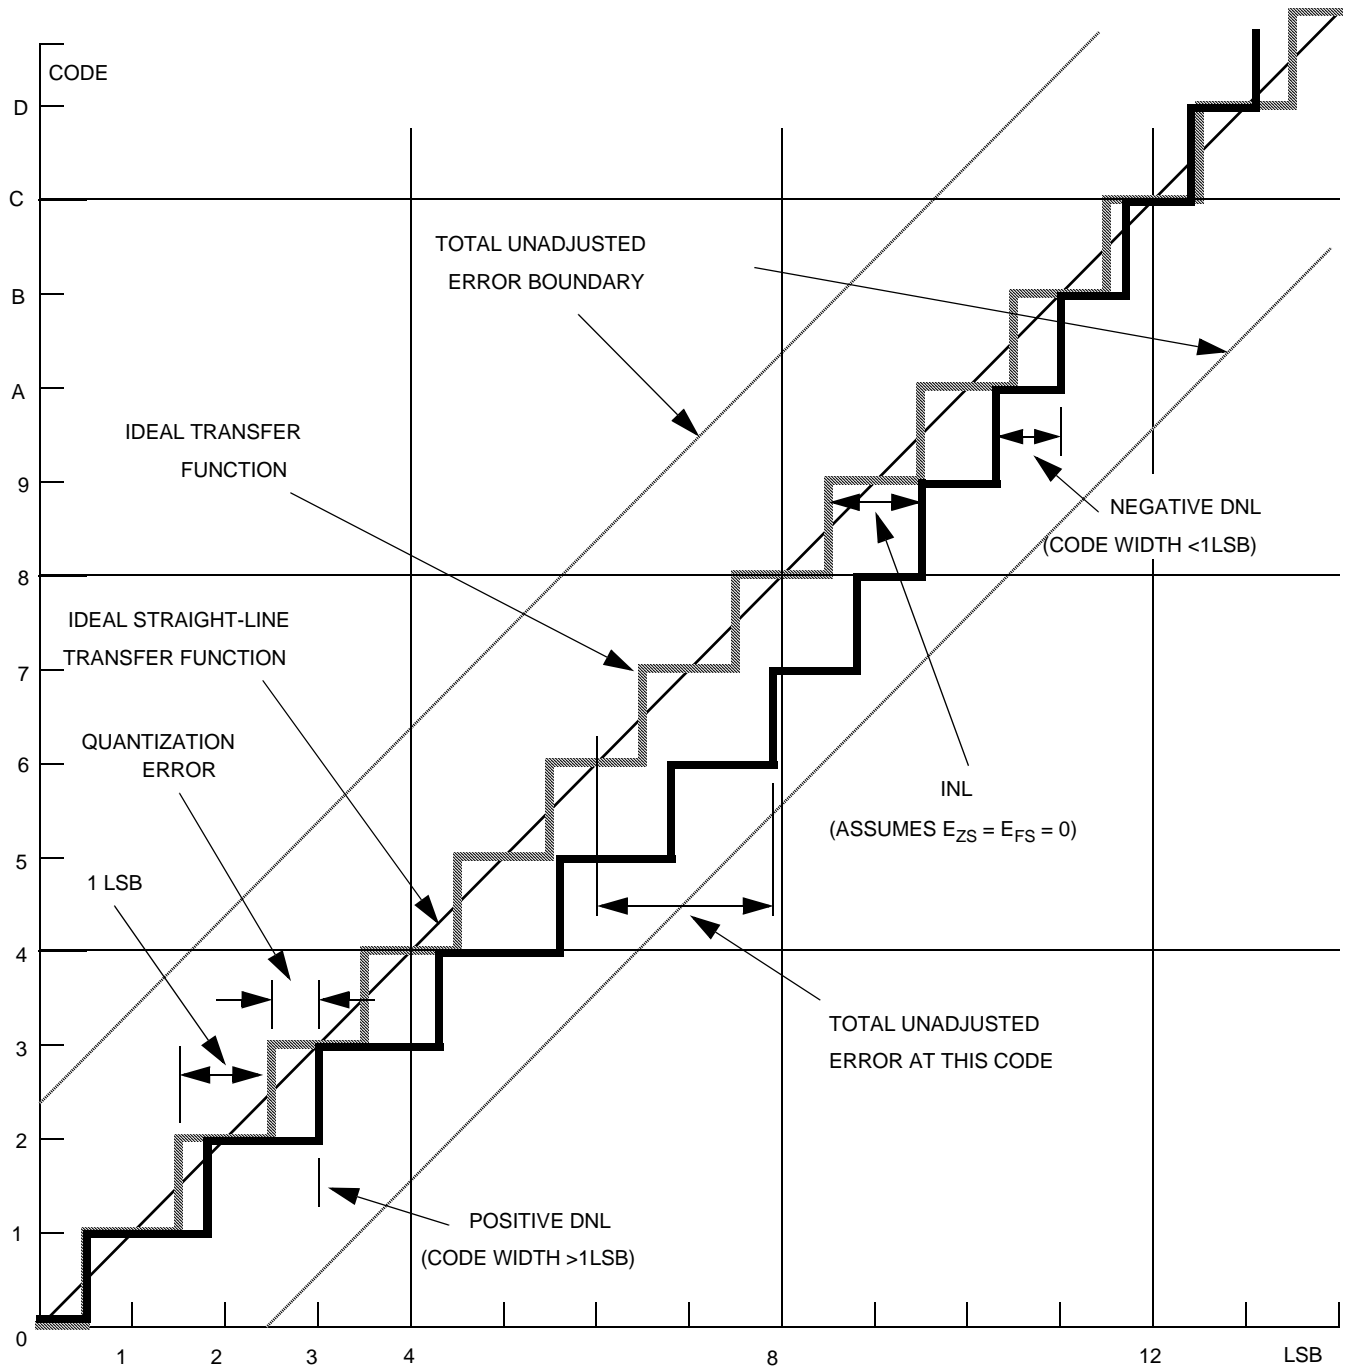 CODE
D
C
TOTAL UNADJUSTED
ERROR BOUNDARY
B
A
IDEAL TRANSFER
FUNCTION
9
NEGATIVE DNL
(CODE WIDTH <1LSB)
8
IDEAL STRAIGHT-LINE
TRANSFER FUNCTION
7
QUANTIZATION
ERROR
6
INL
(ASSUMES EZS = EFS = 0)
5
1 LSB
4
TOTAL UNADJUSTED
ERROR AT THIS CODE
3
2
POSITIVE DNL
(CODE WIDTH >1LSB)
1
0
1 2 3 4 8 12 LSB